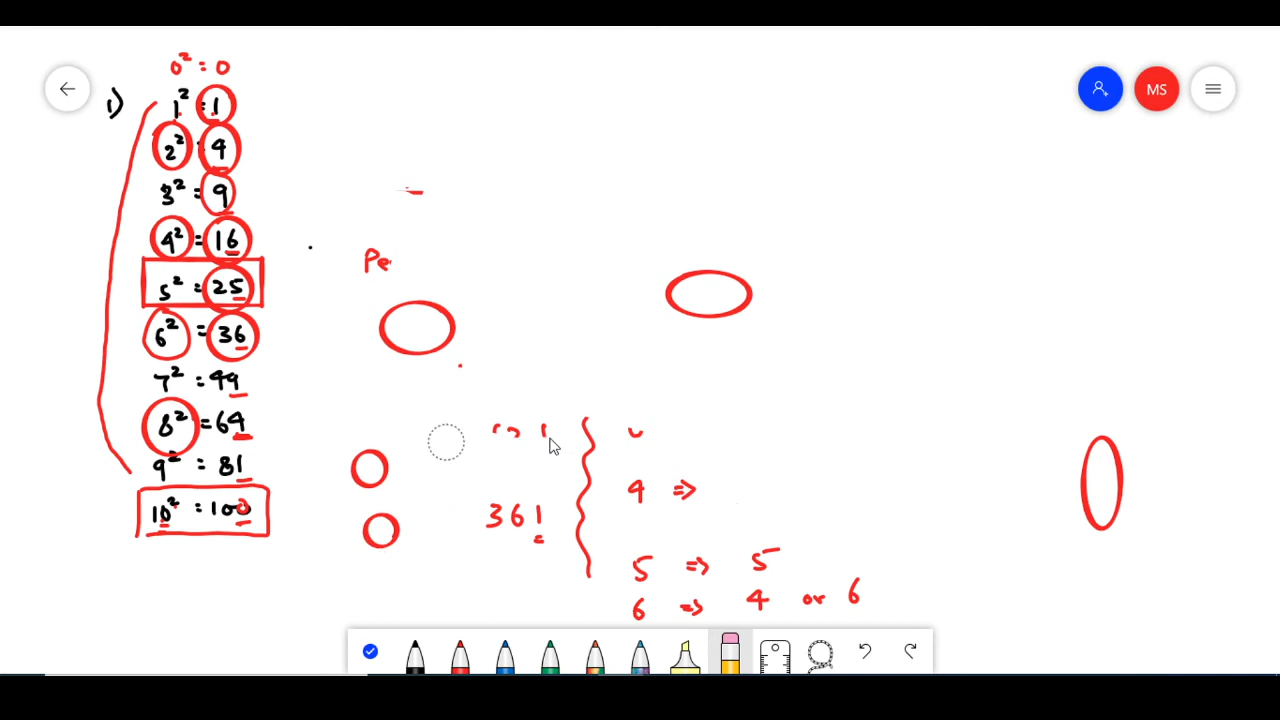 0² = 0
1) 1² = 1
2² = 4
3² = 9
4² = 16
5² = 25
6² = 36
7² = 49
8² = 64
9² = 81
10² = 100
Pe
4 =>
361
5 => 5
6 => 4 or 6
MS